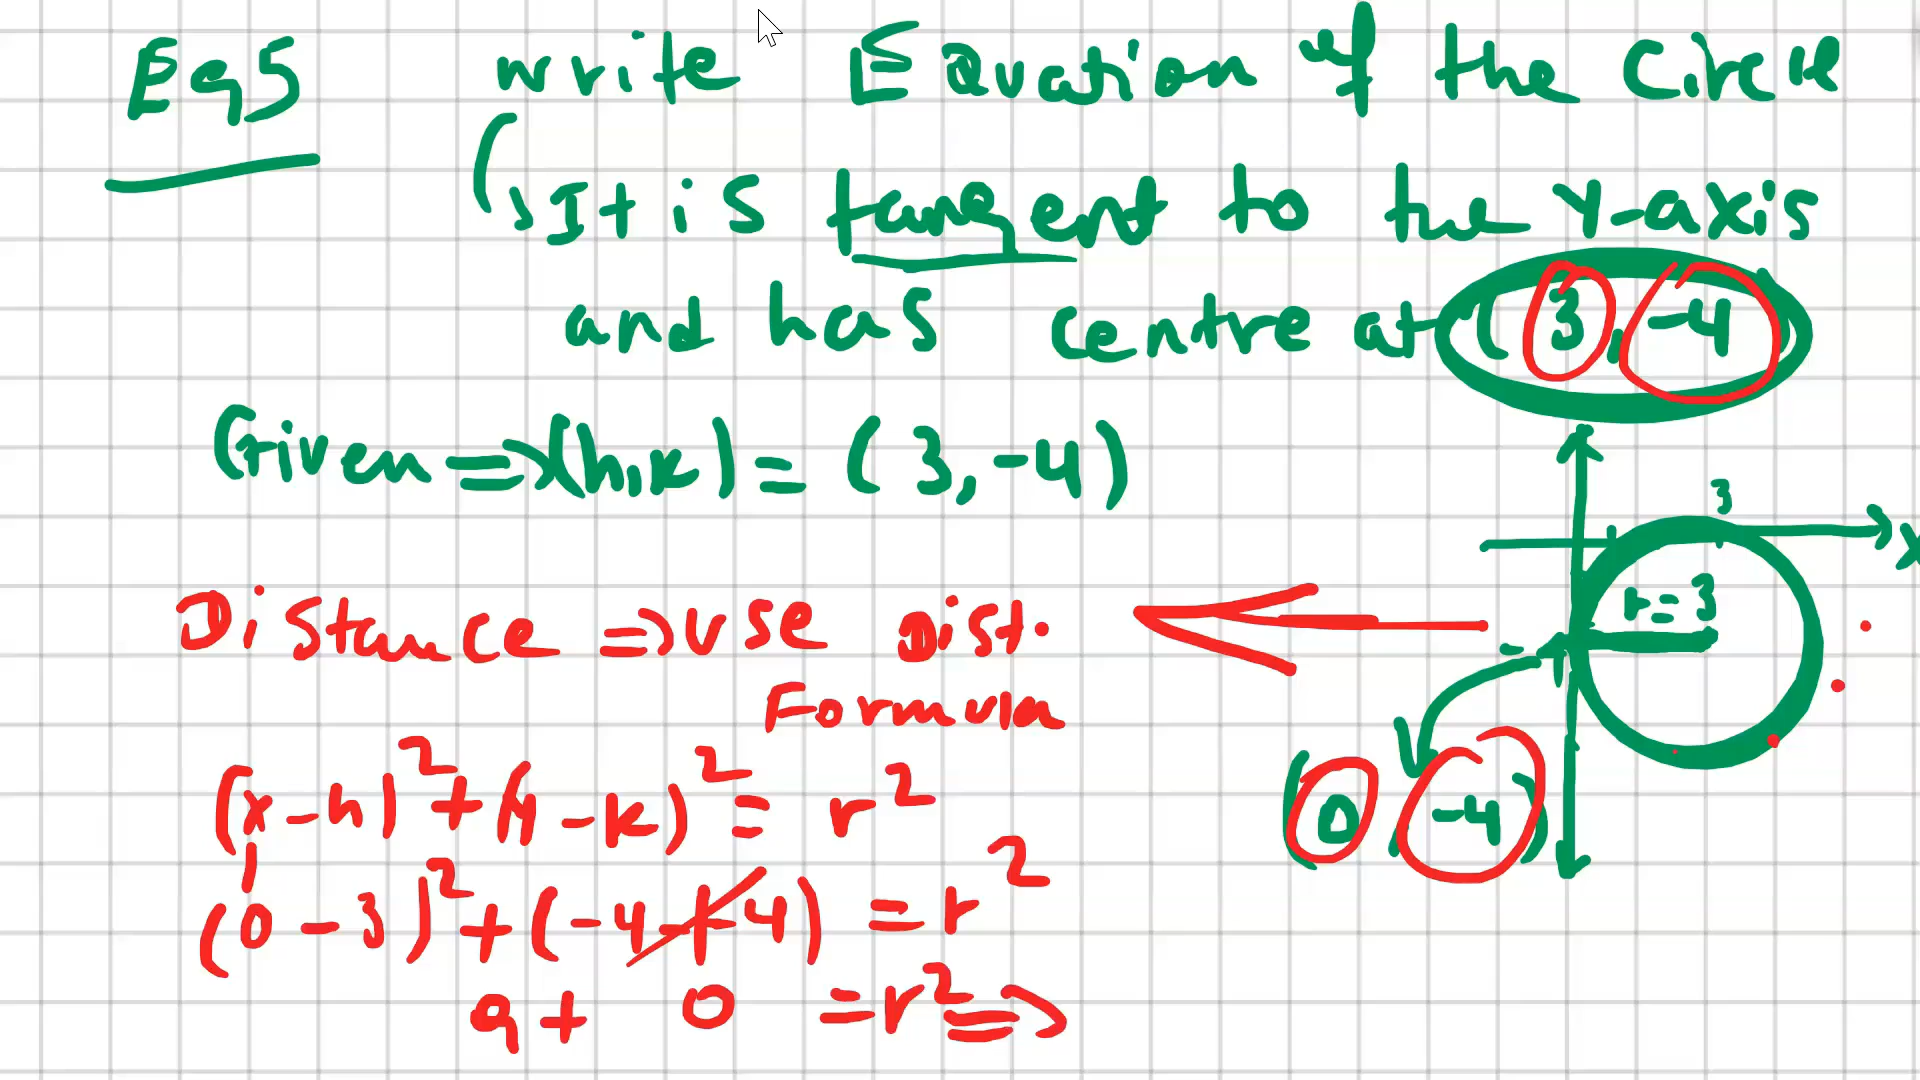 Eg5 write Equation of the Circle
It is tangent to the Y-axis
and has centre at (3, -4)
Given => (h,k) = (3, -4)
3
x
r = 3
Distance => use Dist.
Formula
(x-h)² + (y-k)² = r²
(0, -4)
(0-3)² + (-4+4) = r²
9 + 0 = r² =>